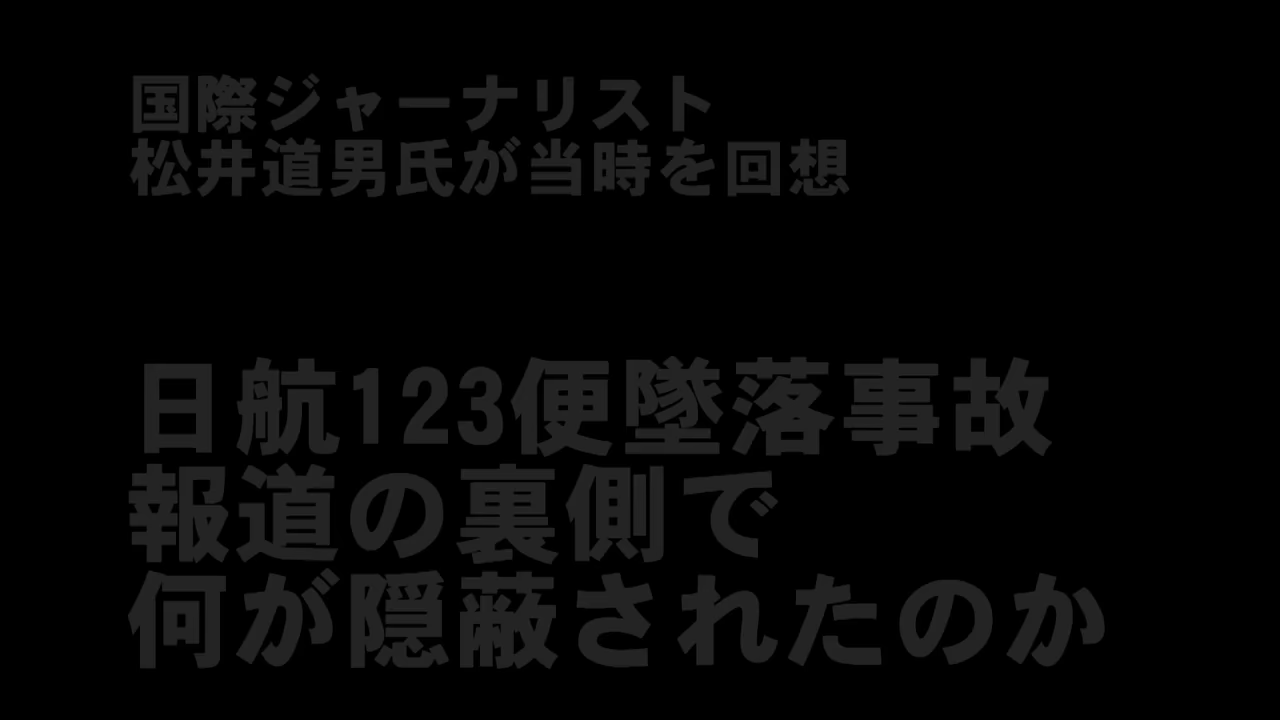 国際ジャーナリスト
松井道男氏が当時を回想
日航123便墜落事故
報道の裏側で
何が隠蔽されたのか